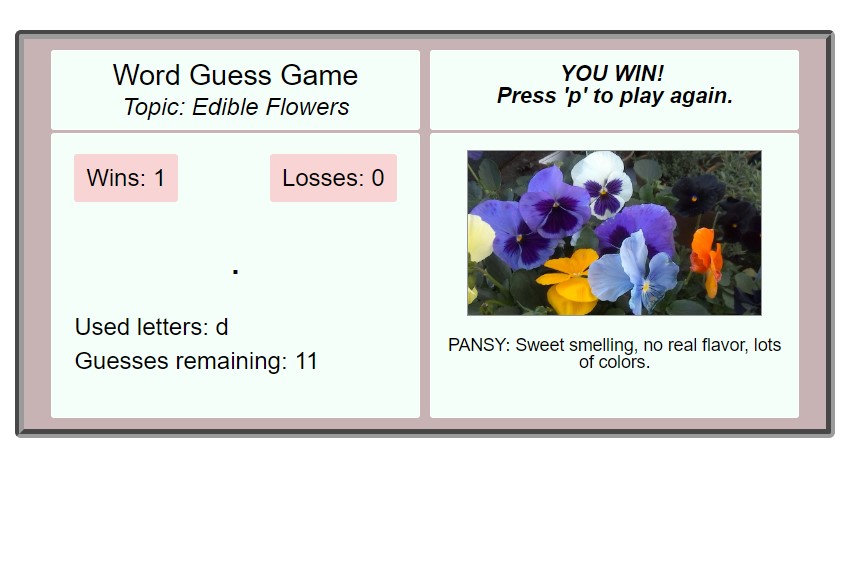 Word Guess Game
Topic: Edible Flowers
YOU WIN!
Press 'p' to play again.
Wins: 1
Losses: 0
.
Used letters: d
Guesses remaining: 11
PANSY: Sweet smelling, no real flavor, lots
of colors.